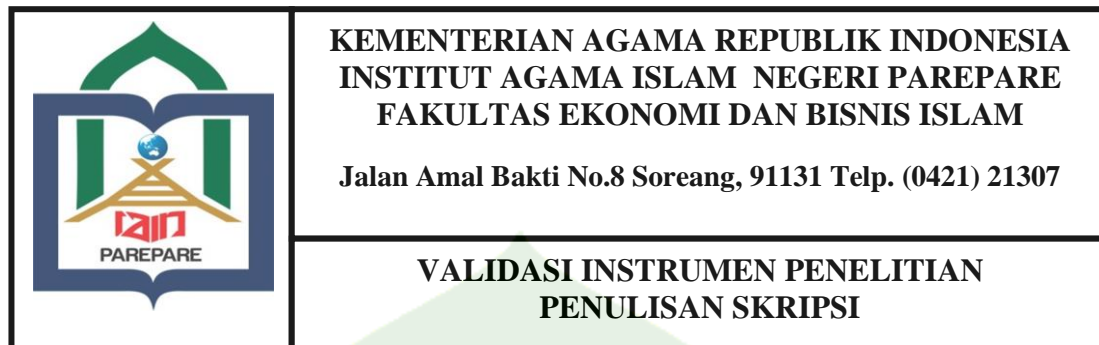 KEMENTERIAN AGAMA REPUBLIK INDONESIA
INSTITUT AGAMA ISLAM NEGERI PAREPARE
FAKULTAS EKONOMI DAN BISNIS ISLAM
Jalan Amal Bakti No.8 Soreang, 91131 Telp. (0421) 21307
iain
PAREPARE
VALIDASI INSTRUMEN PENELITIAN
PENULISAN SKRIPSI